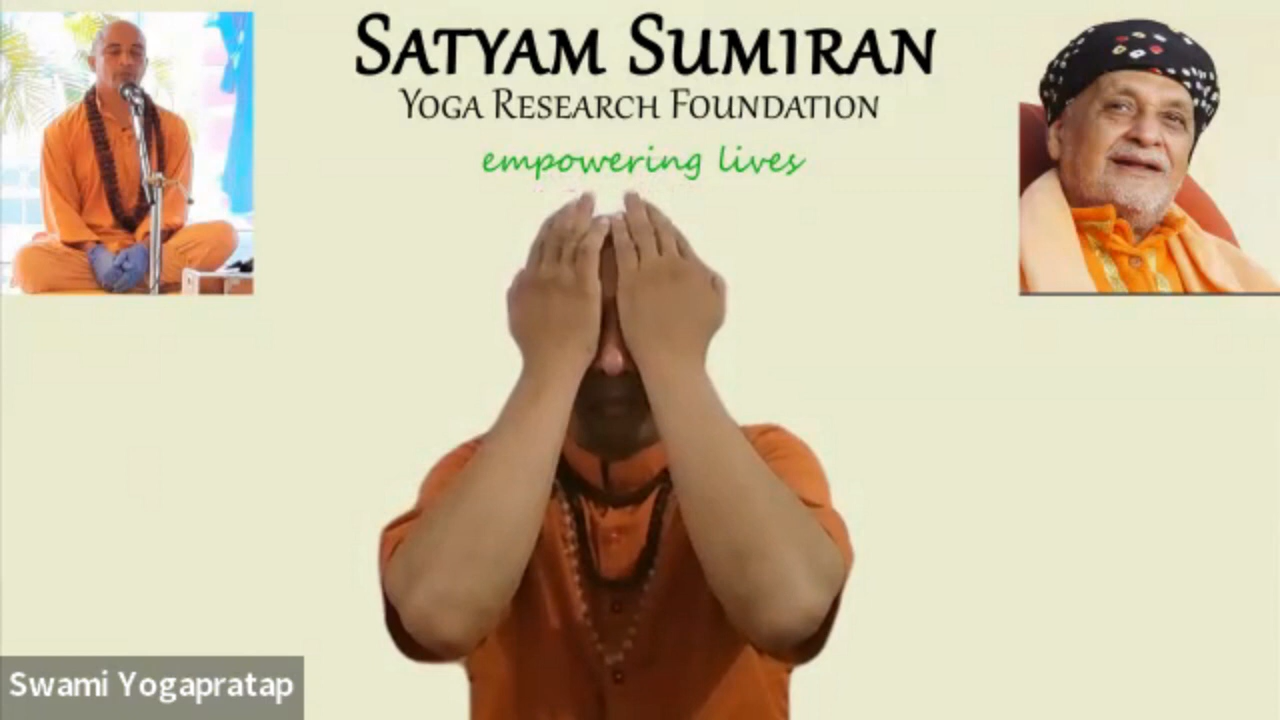 SATYAM SUMIRAN
YOGA RESEARCH FOUNDATION
empowering lives
Swami Yogapratap